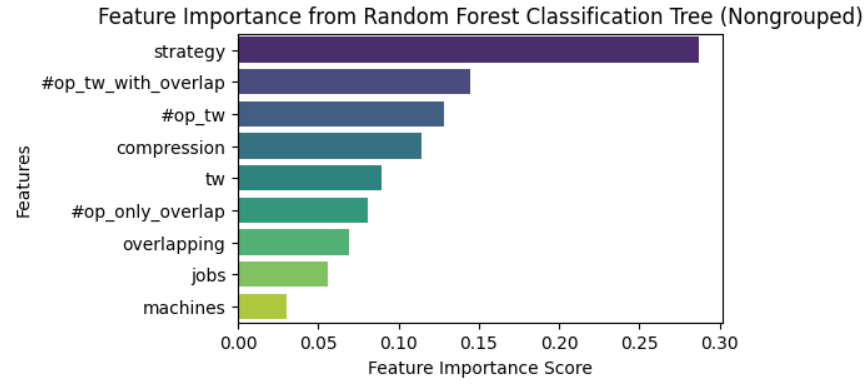 Feature Importance from Random Forest Classification Tree (Nongrouped)
Features
strategy
#op_tw_with_overlap
#op_tw
compression
tw
#op_only_overlap
overlapping
jobs
machines
0.00 0.05 0.10 0.15 0.20 0.25 0.30
Feature Importance Score